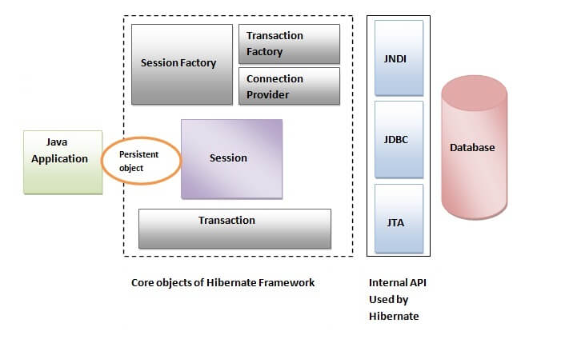 Session Factory
Transaction
Factory
Connection
Provider
JNDI
Java
Application
Persistent
object
Session
JDBC
Database
Transaction
JTA
Core objects of Hibernate Framework
Internal API
Used by
Hibernate